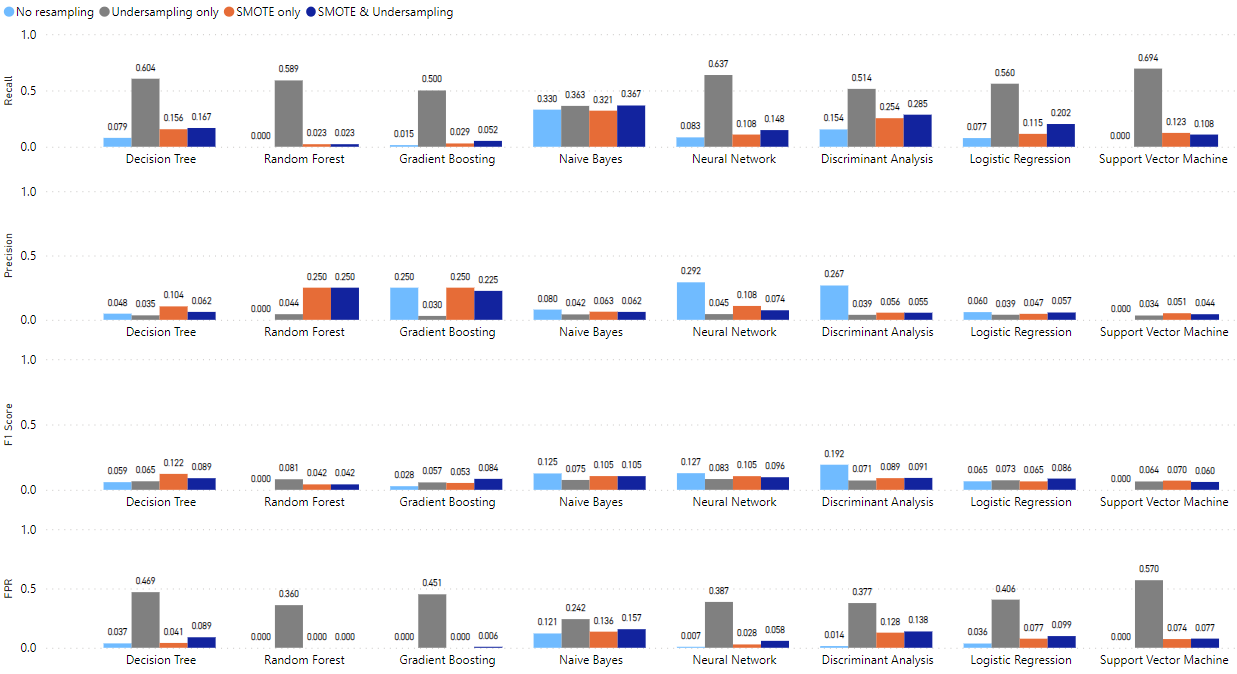 No resampling Undersampling only SMOTE only SMOTE & Undersampling
1.0
0.604 0.589 0.500 0.637 0.514 0.560 0.694
Recall 0.5
0.330 0.363 0.321 0.367
0.079 0.156 0.167 0.000 0.023 0.023 0.015 0.029 0.052 0.083 0.108 0.148 0.154 0.254 0.285 0.077 0.115 0.202 0.000 0.123 0.108
0.0
Decision Tree Random Forest Gradient Boosting Naive Bayes Neural Network Discriminant Analysis Logistic Regression Support Vector Machine
1.0
Precision 0.5
0.048 0.035 0.104 0.062 0.000 0.044 0.250 0.250 0.250 0.030 0.250 0.225 0.080 0.042 0.063 0.062 0.292 0.045 0.108 0.074 0.267 0.039 0.056 0.055 0.060 0.039 0.047 0.057 0.000 0.034 0.051 0.044
0.0
Decision Tree Random Forest Gradient Boosting Naive Bayes Neural Network Discriminant Analysis Logistic Regression Support Vector Machine
1.0
F1 Score 0.5
0.059 0.065 0.122 0.089 0.000 0.081 0.042 0.042 0.028 0.057 0.053 0.084 0.125 0.075 0.105 0.105 0.127 0.083 0.105 0.096 0.192 0.071 0.089 0.091 0.065 0.073 0.065 0.086 0.000 0.064 0.070 0.060
0.0
Decision Tree Random Forest Gradient Boosting Naive Bayes Neural Network Discriminant Analysis Logistic Regression Support Vector Machine
1.0
FPR 0.5
0.037 0.469 0.041 0.089 0.000 0.360 0.000 0.000 0.000 0.451 0.000 0.006 0.121 0.242 0.136 0.157 0.007 0.387 0.028 0.058 0.014 0.377 0.128 0.138 0.036 0.406 0.077 0.099 0.000 0.570 0.074 0.077
0.0
Decision Tree Random Forest Gradient Boosting Naive Bayes Neural Network Discriminant Analysis Logistic Regression Support Vector Machine